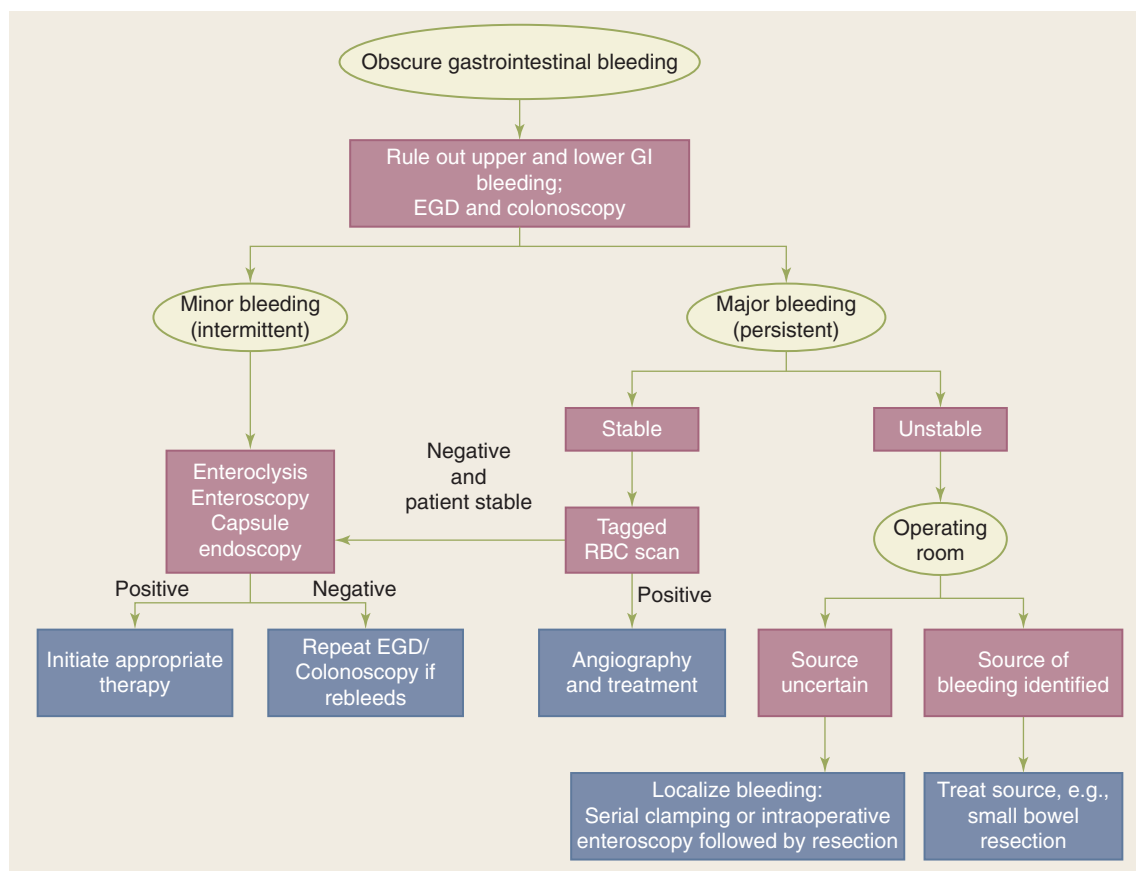 Obscure gastrointestinal bleeding
Rule out upper and lower GI
bleeding;
EGD and colonoscopy
Minor bleeding
(intermittent)
Major bleeding
(persistent)
Stable
Unstable
Negative
and
patient stable
Enteroclysis
Enteroscopy
Capsule
endoscopy
Tagged
RBC scan
Operating
room
Positive
Negative
Positive
Initiate appropriate
therapy
Repeat EGD/
Colonoscopy if
rebleeds
Angiography
and treatment
Source
uncertain
Source of
bleeding identified
Localize bleeding:
Serial clamping or intraoperative
enteroscopy followed by resection
Treat source, e.g.,
small bowel
resection